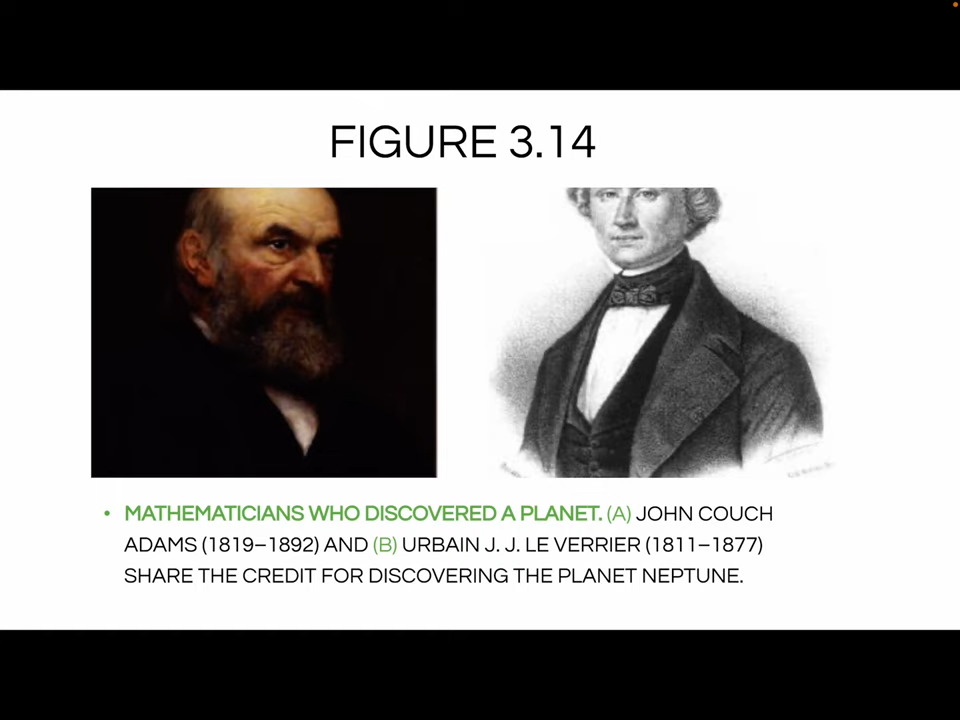 FIGURE 3.14
• MATHEMATICIANS WHO DISCOVERED A PLANET. (A) JOHN COUCH
ADAMS (1819–1892) AND (B) URBAIN J. J. LE VERRIER (1811–1877)
SHARE THE CREDIT FOR DISCOVERING THE PLANET NEPTUNE.